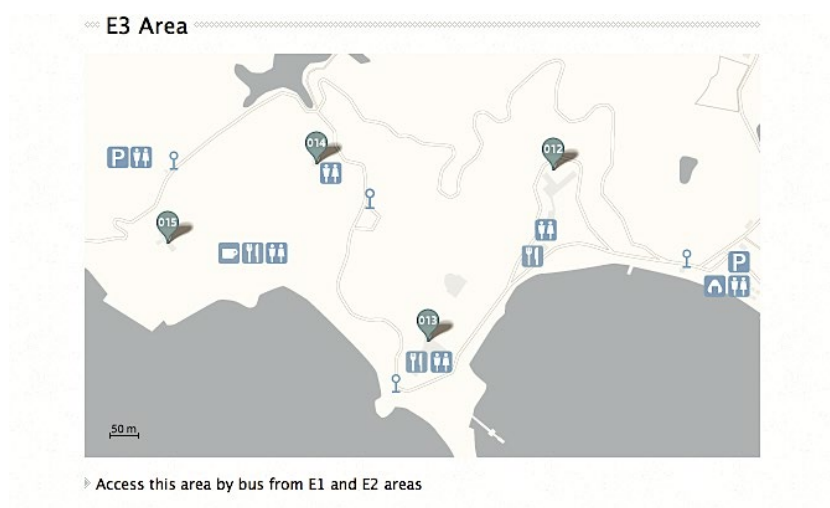 E3 Area
014
012
P
015
P
013
50 m
Access this area by bus from E1 and E2 areas